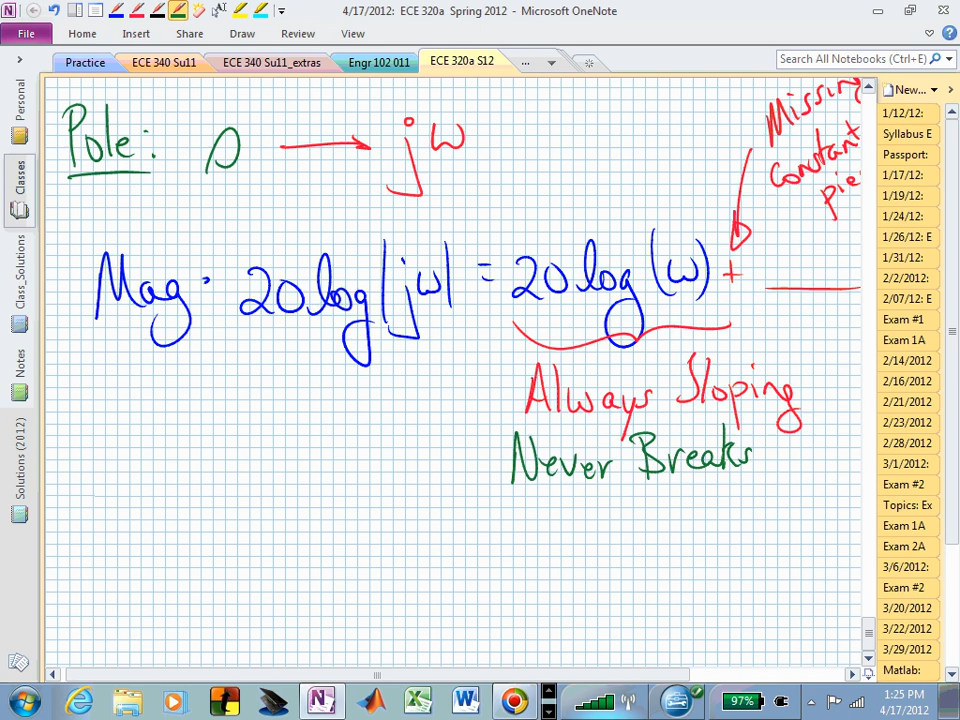 4/17/2012: ECE 320a Spring 2012 - Microsoft OneNote
File Home Insert Share Draw Review View
Practice ECE 340 Su11 ECE 340 Su11_extras Engr 102 011 ECE 320a S12 ... Search All Notebooks (Ctrl+E)
Personal
Classes
Class_Solutions
Notes
Solutions (2012)
Pole: s → jω
Missing
constant
pie
Mag: 20log|jω| = 20log(ω) +
Always Sloping
Never Breaks
New...
1/12/12:
Syllabus E
Passport:
1/17/12:
1/19/12:
1/24/12:
1/26/12: E
1/31/12:
2/2/2012:
2/07/12: E
Exam #1
Exam 1A
2/14/2012
2/16/2012
2/21/2012
2/23/2012
2/28/2012
3/1/2012:
Exam #2
Topics: Ex
Exam 1A
Exam 2A
3/6/2012:
Exam #2
3/20/2012
3/22/2012
3/29/2012
Matlab:
97%
1:25 PM
4/17/2012